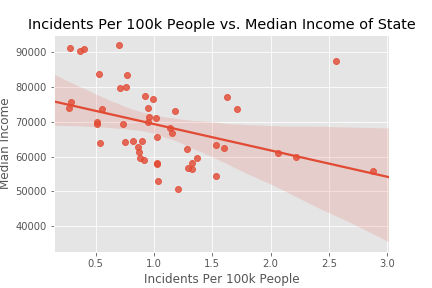 Incidents Per 100k People vs. Median Income of State
90000
80000
70000
60000
50000
40000
Median Income
0.5 1.0 1.5 2.0 2.5 3.0
Incidents Per 100k People